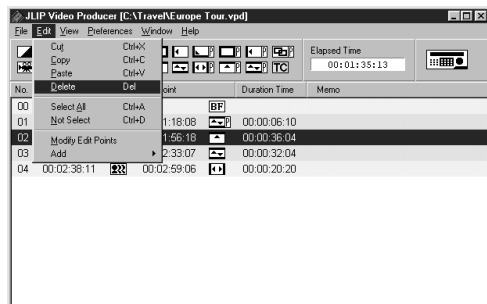 JLIP Video Producer [C:\Travel\Europe Tour.vpd]
File Edit View Preferences Window Help
Cut Ctrl+X
Copy Ctrl+C
Paste Ctrl+V
Delete Del
Select All Ctrl+A
Not Select Ctrl+D
Modify Edit Points
Add
P P P P
P P P TC
Elapsed Time
00:01:35:13
No. oint Duration Time Memo
00 BF
01 1:18:08 P 00:00:06:10
02 1:56:18 00:00:36:04
03 2:33:07 00:00:32:04
04 00:02:38:11 00:02:59:06 00:00:20:20